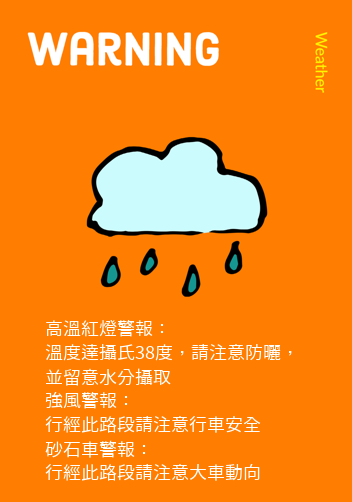 WARNING
Weather
高溫紅燈警報：
溫度達攝氏38度，請注意防曬，
並留意水分攝取
強風警報：
行經此路段請注意行車安全
砂石車警報：
行經此路段請注意大車動向